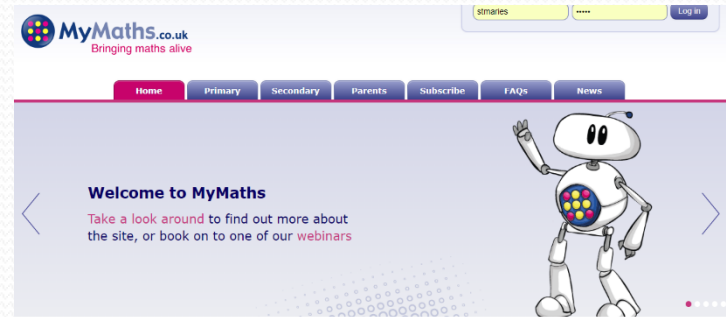 stmaries
•••••
Log in
MyMaths.co.uk
Bringing maths alive
Home Primary Secondary Parents Subscribe FAQs News
Welcome to MyMaths
Take a look around to find out more about
the site, or book on to one of our webinars